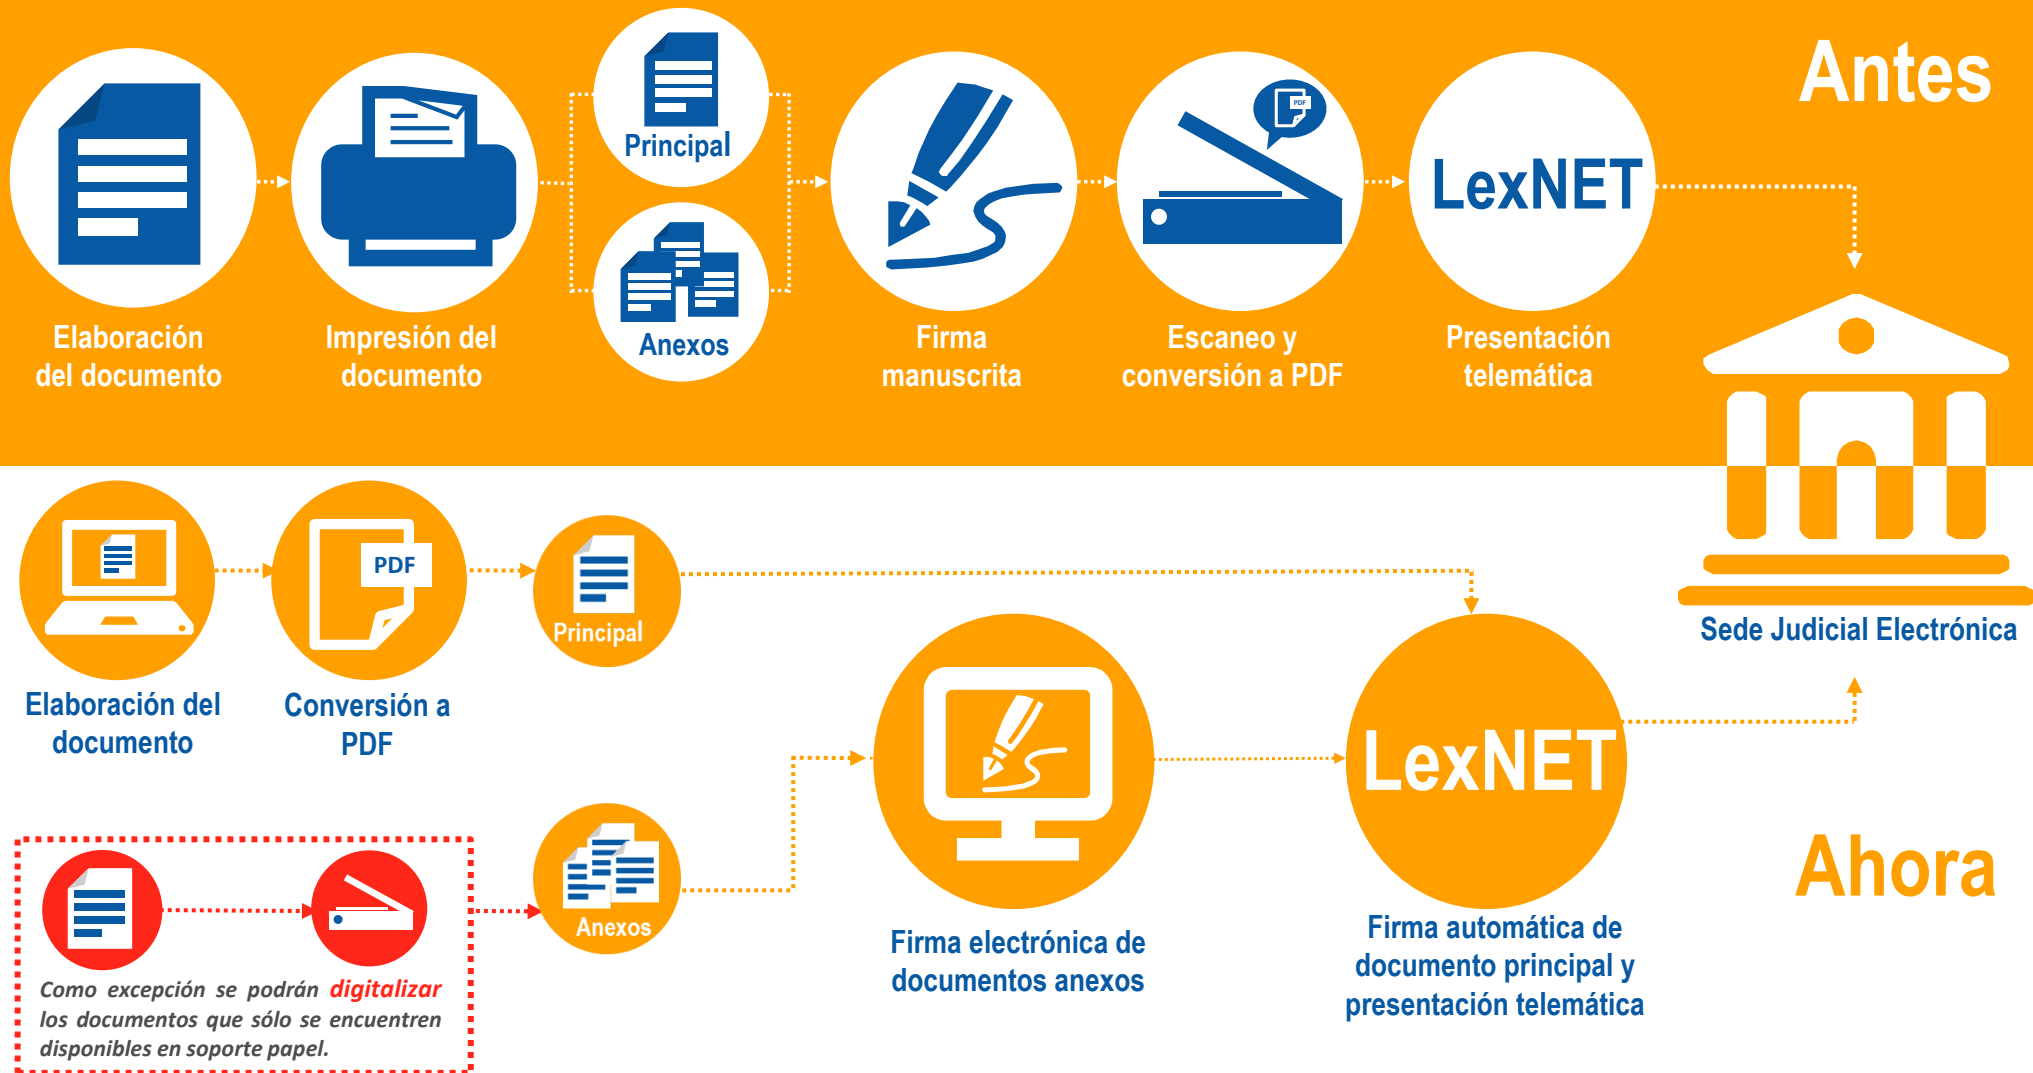 Antes
Principal
PDF
LexNET
Anexos
Elaboración
del documento
Impresión del
documento
Firma
manuscrita
Escaneo y
conversión a PDF
Presentación
telemática
PDF
Principal
Sede Judicial Electrónica
Elaboración del
documento
Conversión a
PDF
LexNET
Ahora
Anexos
Firma electrónica de
documentos anexos
Firma automática de
documento principal y
presentación telemática
Como excepción se podrán digitalizar
los documentos que sólo se encuentren
disponibles en soporte papel.